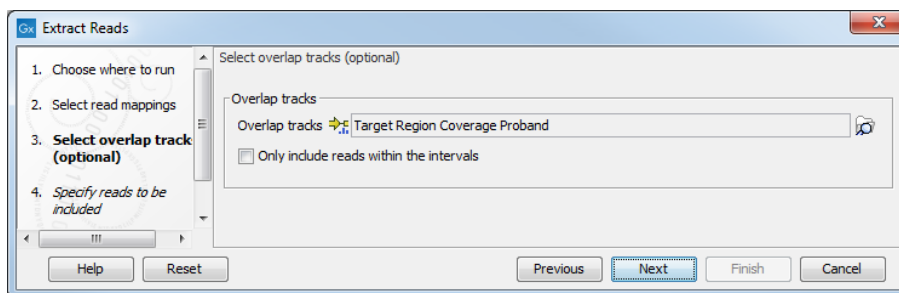 Gx Extract Reads
1. Choose where to run
2. Select read mappings
3. Select overlap track
(optional)
4. Specify reads to be
included
Select overlap tracks (optional)
Overlap tracks
Overlap tracks Target Region Coverage Proband
Only include reads within the intervals
Help Reset Previous Next Finish Cancel